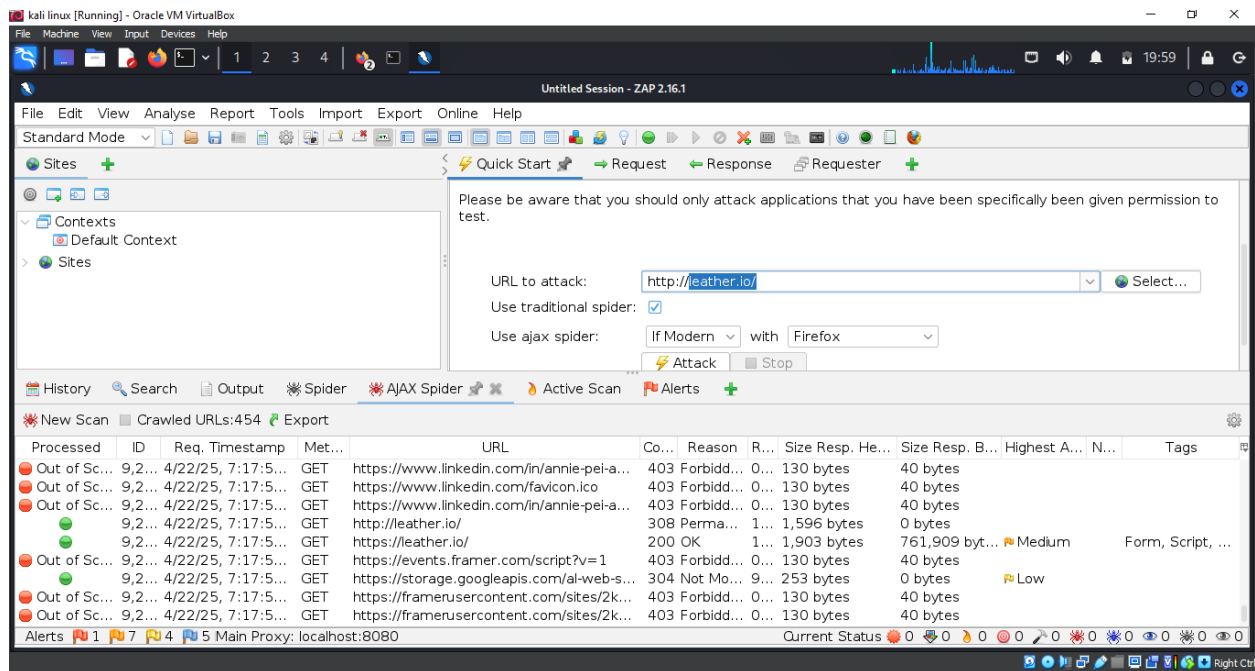 kali linux [Running] - Oracle VM VirtualBox
File Machine View Input Devices Help
1 2 3 4 2 19:59
Untitled Session - ZAP 2.16.1
File Edit View Analyse Report Tools Import Export Online Help
Standard Mode
Sites Quick Start Request Response Requester
Please be aware that you should only attack applications that you have been specifically been given permission to
test.
Contexts
Default Context
Sites
URL to attack: http://leather.io/ Select...
Use traditional spider:
Use ajax spider: If Modern with Firefox
Attack Stop
History Search Output Spider AJAX Spider Active Scan Alerts
New Scan Crawled URLs:454 Export
Processed ID Req. Timestamp Met... URL Co... Reason R... Size Resp. He... Size Resp. B... Highest A... N... Tags
Out of Sc... 9,2... 4/22/25, 7:17:5... GET https://www.linkedin.com/in/annie-pei-a... 403 Forbidd... 0... 130 bytes 40 bytes
Out of Sc... 9,2... 4/22/25, 7:17:5... GET https://www.linkedin.com/favicon.ico 403 Forbidd... 0... 130 bytes 40 bytes
Out of Sc... 9,2... 4/22/25, 7:17:5... GET https://www.linkedin.com/in/annie-pei-a... 403 Forbidd... 0... 130 bytes 40 bytes
9,2... 4/22/25, 7:17:5... GET http://leather.io/ 308 Perma... 1... 1,596 bytes 0 bytes
9,2... 4/22/25, 7:17:5... GET https://leather.io/ 200 OK 1... 1,903 bytes 761,909 byt... Medium Form, Script, ...
Out of Sc... 9,2... 4/22/25, 7:17:5... GET https://events.framer.com/script?v=1 403 Forbidd... 0... 130 bytes 40 bytes
9,2... 4/22/25, 7:17:5... GET https://storage.googleapis.com/al-web-s... 304 Not Mo... 9... 253 bytes 0 bytes Low
Out of Sc... 9,2... 4/22/25, 7:17:5... GET https://framerusercontent.com/sites/2k... 403 Forbidd... 0... 130 bytes 40 bytes
Out of Sc... 9,2... 4/22/25, 7:17:5... GET https://framerusercontent.com/sites/2k... 403 Forbidd... 0... 130 bytes 40 bytes
Alerts 1 7 4 5 Main Proxy: localhost:8080 Current Status 0 0 0 0 0 0 0 0 0 0
Right Ctrl